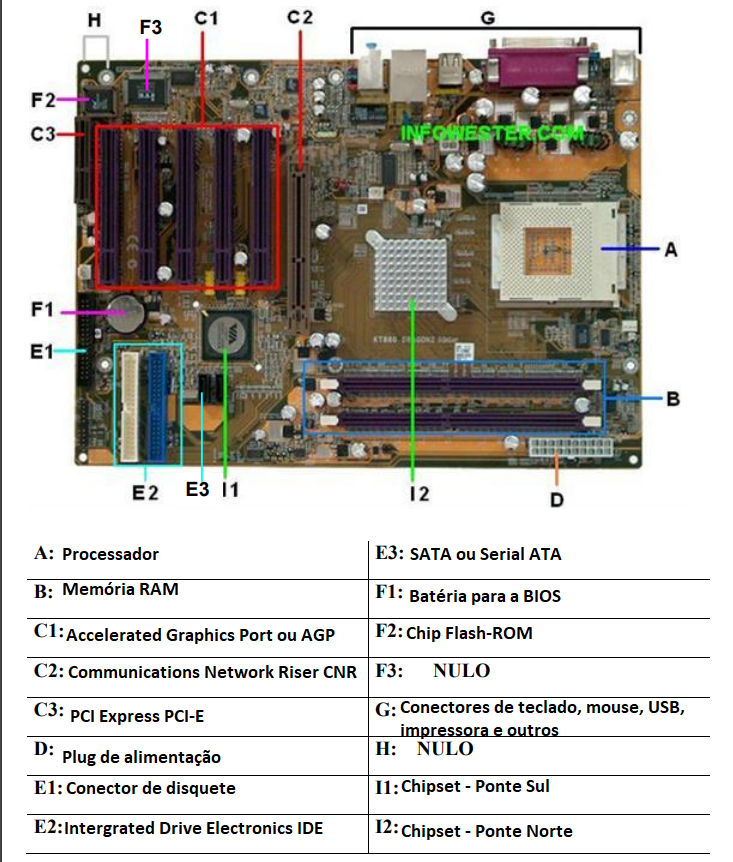 H
F3
C1
C2
G
F2
C3
INFOWESTER.COM
A
F1
VIA
E1
B
E2
E3
I1
I2
D
A: Processador
E3: SATA ou Serial ATA
B: Memória RAM
F1: Batéria para a BIOS
C1: Accelerated Graphics Port ou AGP
F2: Chip Flash-ROM
C2: Communications Network Riser CNR
F3: NULO
C3: PCI Express PCI-E
G: Conectores de teclado, mouse, USB,
impressora e outros
D: Plug de alimentação
H: NULO
E1: Conector de disquete
I1: Chipset - Ponte Sul
E2: Intergrated Drive Electronics IDE
I2: Chipset - Ponte Norte